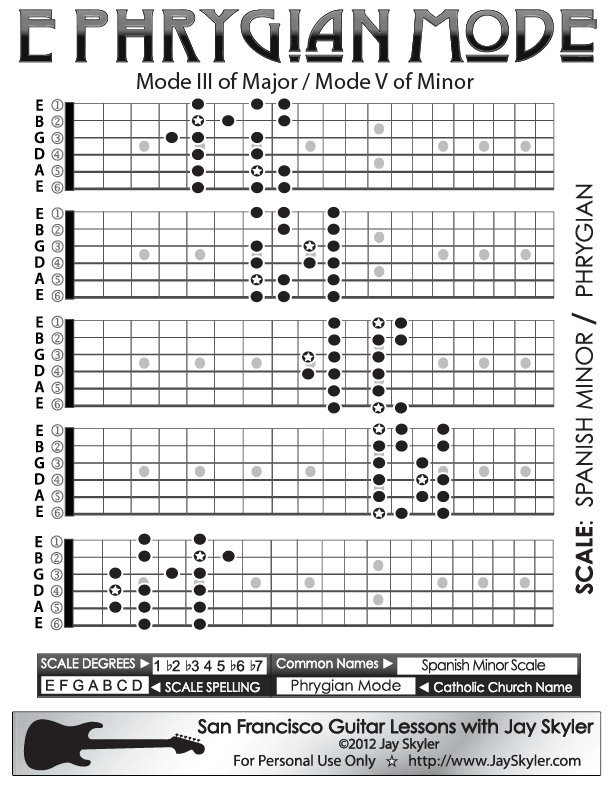 E PHRYGIAN MODE
Mode III of Major / Mode V of Minor
E ①
B ②
G ③
D ④
A ⑤
E ⑥
E ①
B ②
G ③
D ④
A ⑤
E ⑥
E ①
B ②
G ③
D ④
A ⑤
E ⑥
E ①
B ②
G ③
D ④
A ⑤
E ⑥
E ①
B ②
G ③
D ④
A ⑤
E ⑥
SCALE: SPANISH MINOR / PHRYGIAN
SCALE DEGREES ► 1 ♭2 ♭3 4 5 ♭6 ♭7 Common Names ► Spanish Minor Scale
E F G A B C D ◄ SCALE SPELLING Phrygian Mode ◄ Catholic Church Name
San Francisco Guitar Lessons with Jay Skyler
©2012 Jay Skyler
For Personal Use Only ☆ http://www.JaySkyler.com